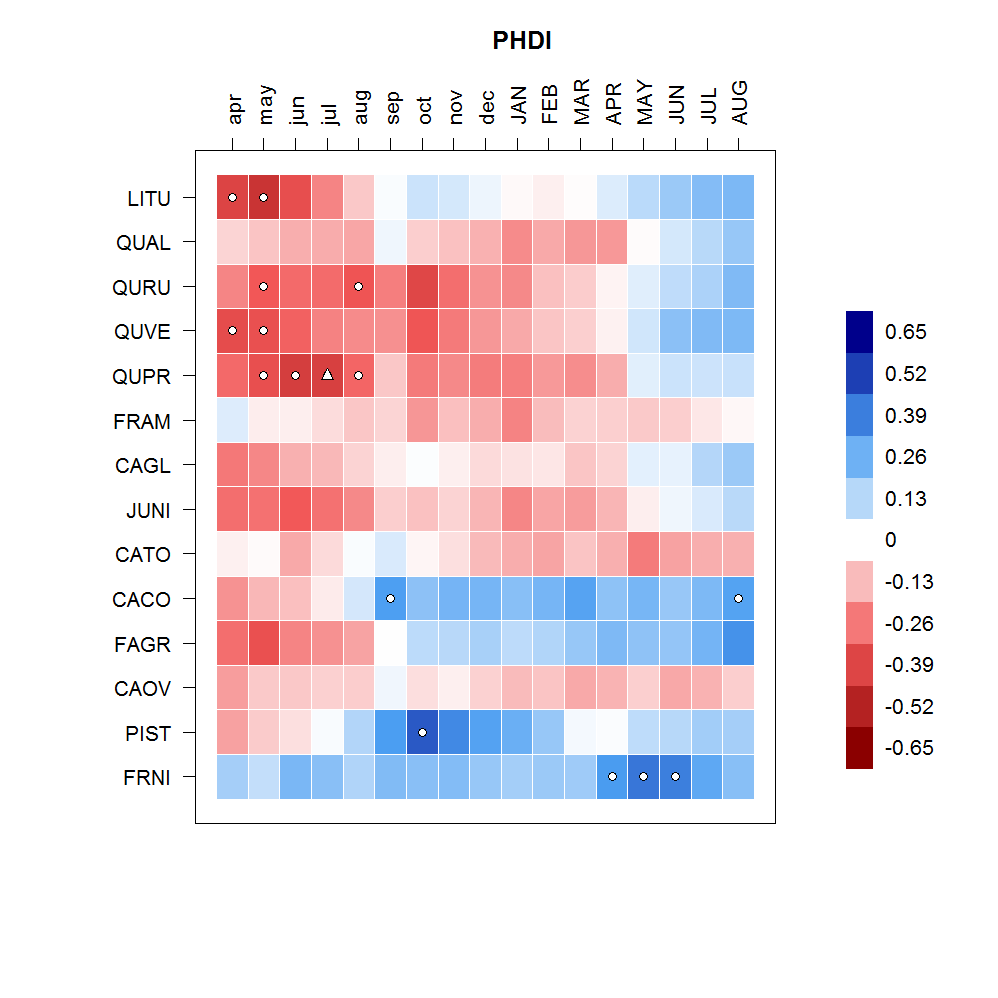 PHDI
apr may jun jul aug sep oct nov dec JAN FEB MAR APR MAY JUN JUL AUG
LITU
QUAL
QURU
QUVE
QUPR
FRAM
CAGL
JUNI
CATO
CACO
FAGR
CAOV
PIST
FRNI
0.65
0.52
0.39
0.26
0.13
0
-0.13
-0.26
-0.39
-0.52
-0.65